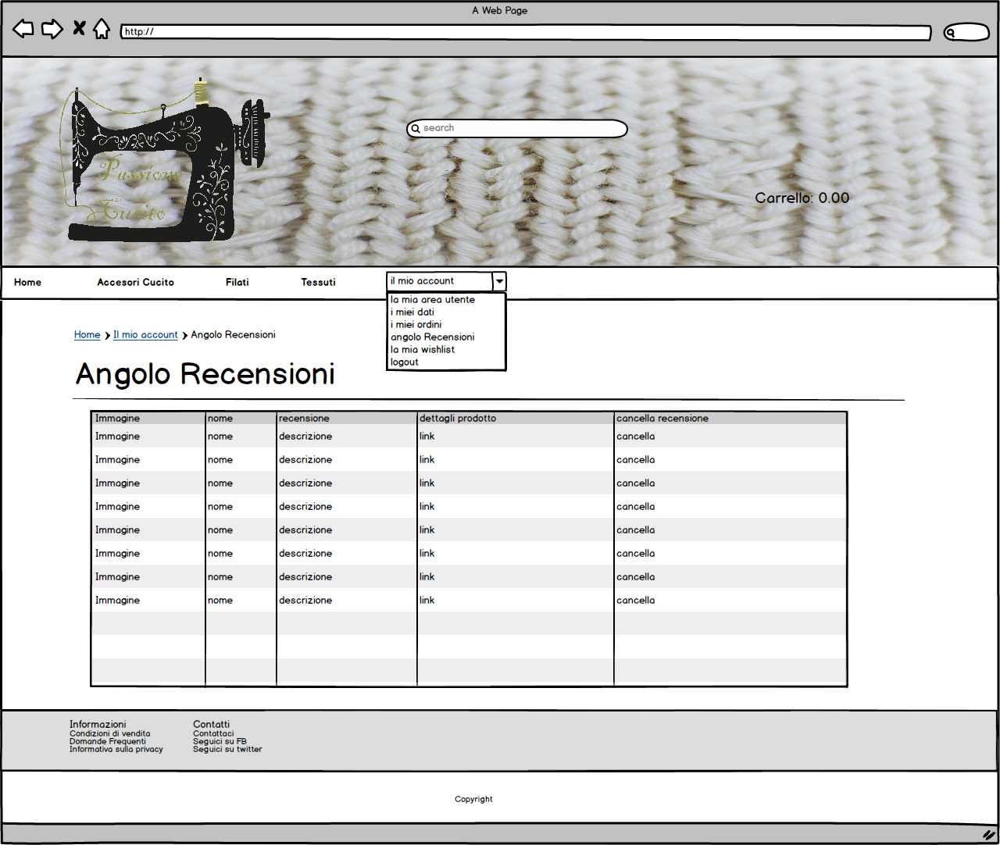 A Web Page
http://
search
Passione
Cucito
Carrello: 0.00
Home Accesori Cucito Filati Tessuti il mio account
la mia area utente
i miei dati
i miei ordini
angolo Recensioni
la mia wishlist
logout
Home Il mio account Angolo Recensioni
Angolo Recensioni
Immagine nome recensione dettagli prodotto cancella recensione
Immagine nome descrizione link cancella
Immagine nome descrizione link cancella
Immagine nome descrizione link cancella
Immagine nome descrizione link cancella
Immagine nome descrizione link cancella
Immagine nome descrizione link cancella
Immagine nome descrizione link cancella
Immagine nome descrizione link cancella
Informazioni
Condizioni di vendita
Domande Frequenti
Informativa sulla privacy
Contatti
Contattaci
Seguici su FB
Seguici su twitter
Copyright